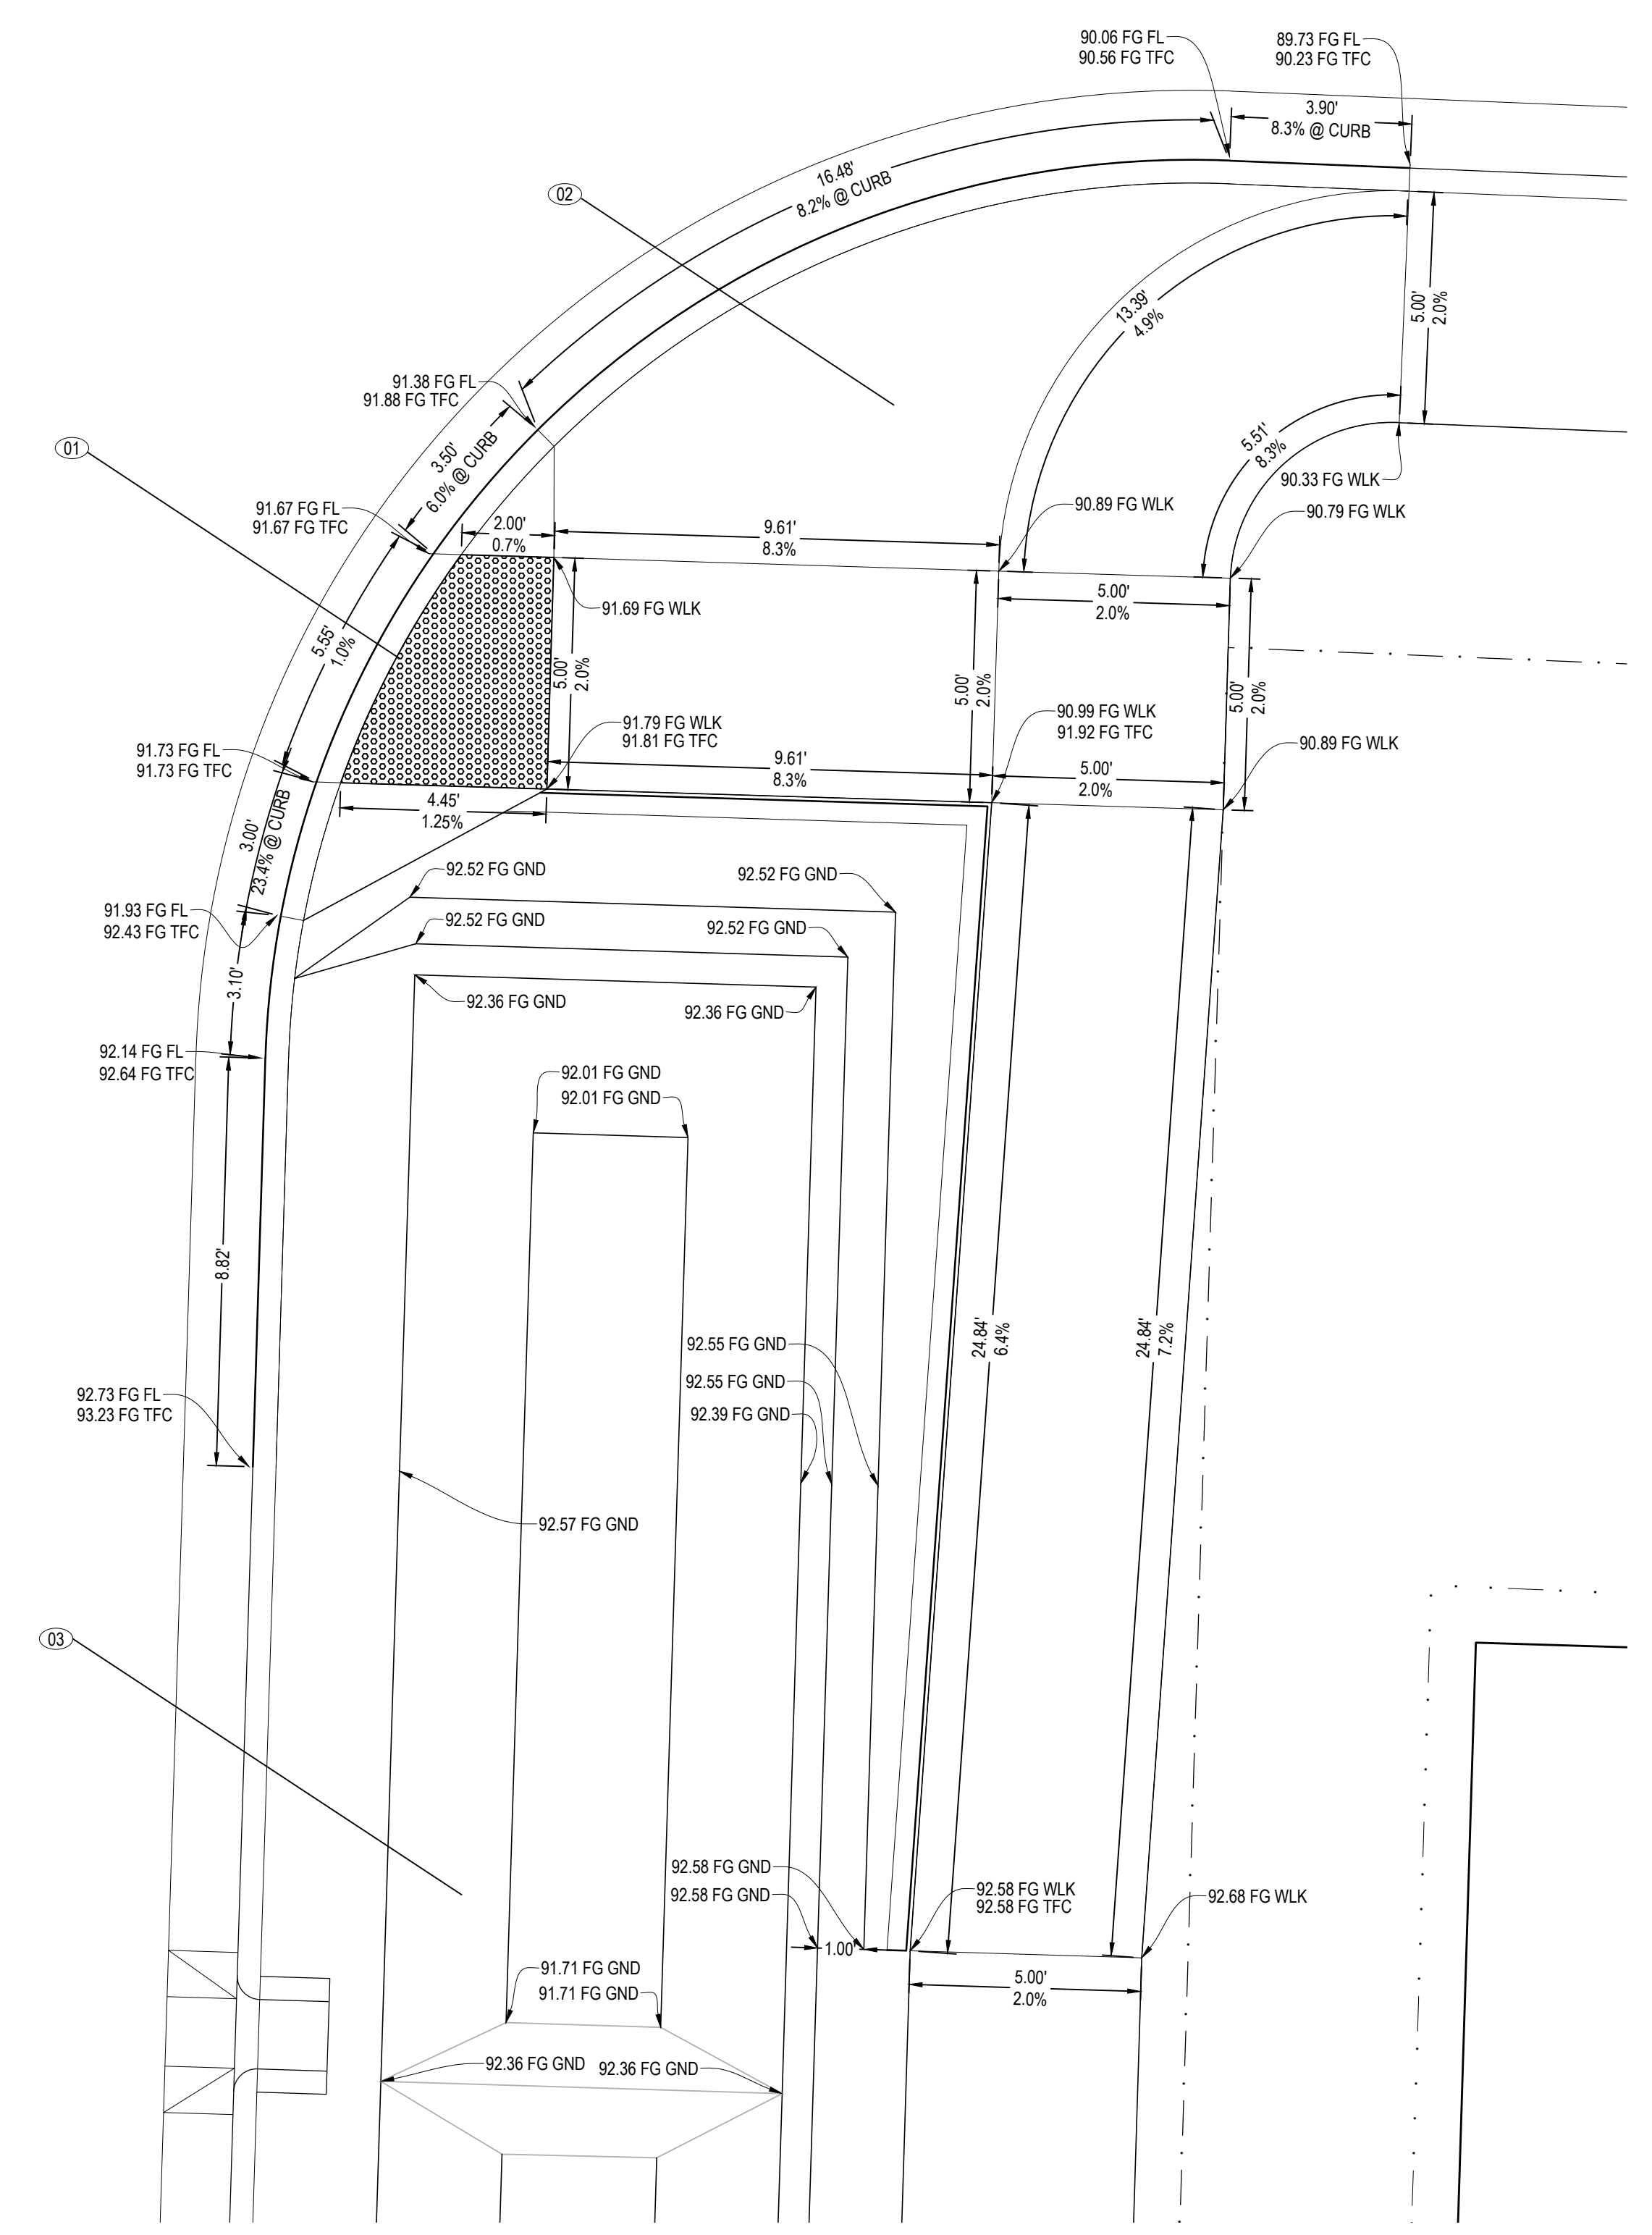 90.06 FG FL
90.56 FG TFC
89.73 FG FL
90.23 FG TFC
3.90'
8.3% @ CURB
16.48'
8.2% @ CURB
02
13.39'
4.9%
5.00'
2.0%
91.38 FG FL
91.88 FG TFC
01
3.50'
6.0% @ CURB
5.51'
8.3%
90.33 FG WLK
91.67 FG FL
91.67 FG TFC
2.00'
0.7%
9.61'
8.3%
90.89 FG WLK
90.79 FG WLK
91.69 FG WLK
5.00'
2.0%
5.55'
1.0%
5.00'
2.0%
5.00'
2.0%
5.00'
2.0%
91.79 FG WLK
91.81 FG TFC
90.99 FG WLK
91.92 FG TFC
91.73 FG FL
91.73 FG TFC
90.89 FG WLK
9.61'
8.3%
5.00'
2.0%
4.45'
1.25%
3.00'
23.4% @ CURB
92.52 FG GND
92.52 FG GND
91.93 FG FL
92.43 FG TFC
92.52 FG GND
92.52 FG GND
3.10'
92.36 FG GND
92.36 FG GND
92.14 FG FL
92.64 FG TFC
92.01 FG GND
92.01 FG GND
8.82'
24.84'
6.4%
24.84'
7.2%
92.55 FG GND
92.55 FG GND
92.39 FG GND
92.73 FG FL
93.23 FG TFC
92.57 FG GND
03
92.58 FG GND
92.58 FG GND
92.58 FG WLK
92.58 FG TFC
92.68 FG WLK
1.00'
91.71 FG GND
91.71 FG GND
5.00'
2.0%
92.36 FG GND
92.36 FG GND